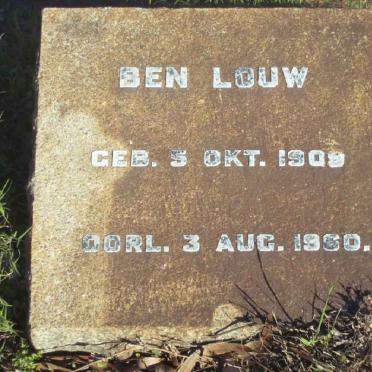 BEN LOUW
GEB. 5 OKT. 1909
OORL. 3 AUG. 1960.